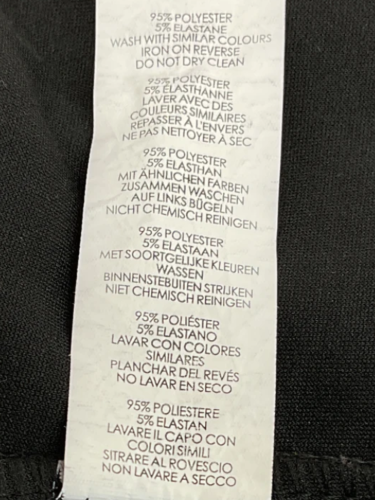 95% POLYESTER
5% ELASTANE
WASH WITH SIMILAR COLOURS
IRON ON REVERSE
DO NOT DRY CLEAN
95% POLYESTER
5% ÉLASTHANNE
LAVER AVEC DES
COULEURS SIMILAIRES
REPASSER À L'ENVERS
NE PAS NETTOYER À SEC
95% POLYESTER
5% ELASTHAN
MIT ÄHNLICHEN FARBEN
ZUSAMMEN WASCHEN
AUF LINKS BÜGELN
NICHT CHEMISCH REINIGEN
95% POLYESTER
5% ELASTAAN
MET SOORTGELIJKE KLEUREN
WASSEN
BINNENSTEBUITEN STRIJKEN
NIET CHEMISCH REINIGEN
95% POLIÉSTER
5% ELASTANO
LAVAR CON COLORES
SIMILARES
PLANCHAR DEL REVÉS
NO LAVAR EN SECO
95% POLIESTERE
5% ELASTAN
LAVARE IL CAPO CON
COLORI SIMILI
STIRARE AL ROVESCIO
NON LAVARE A SECCO